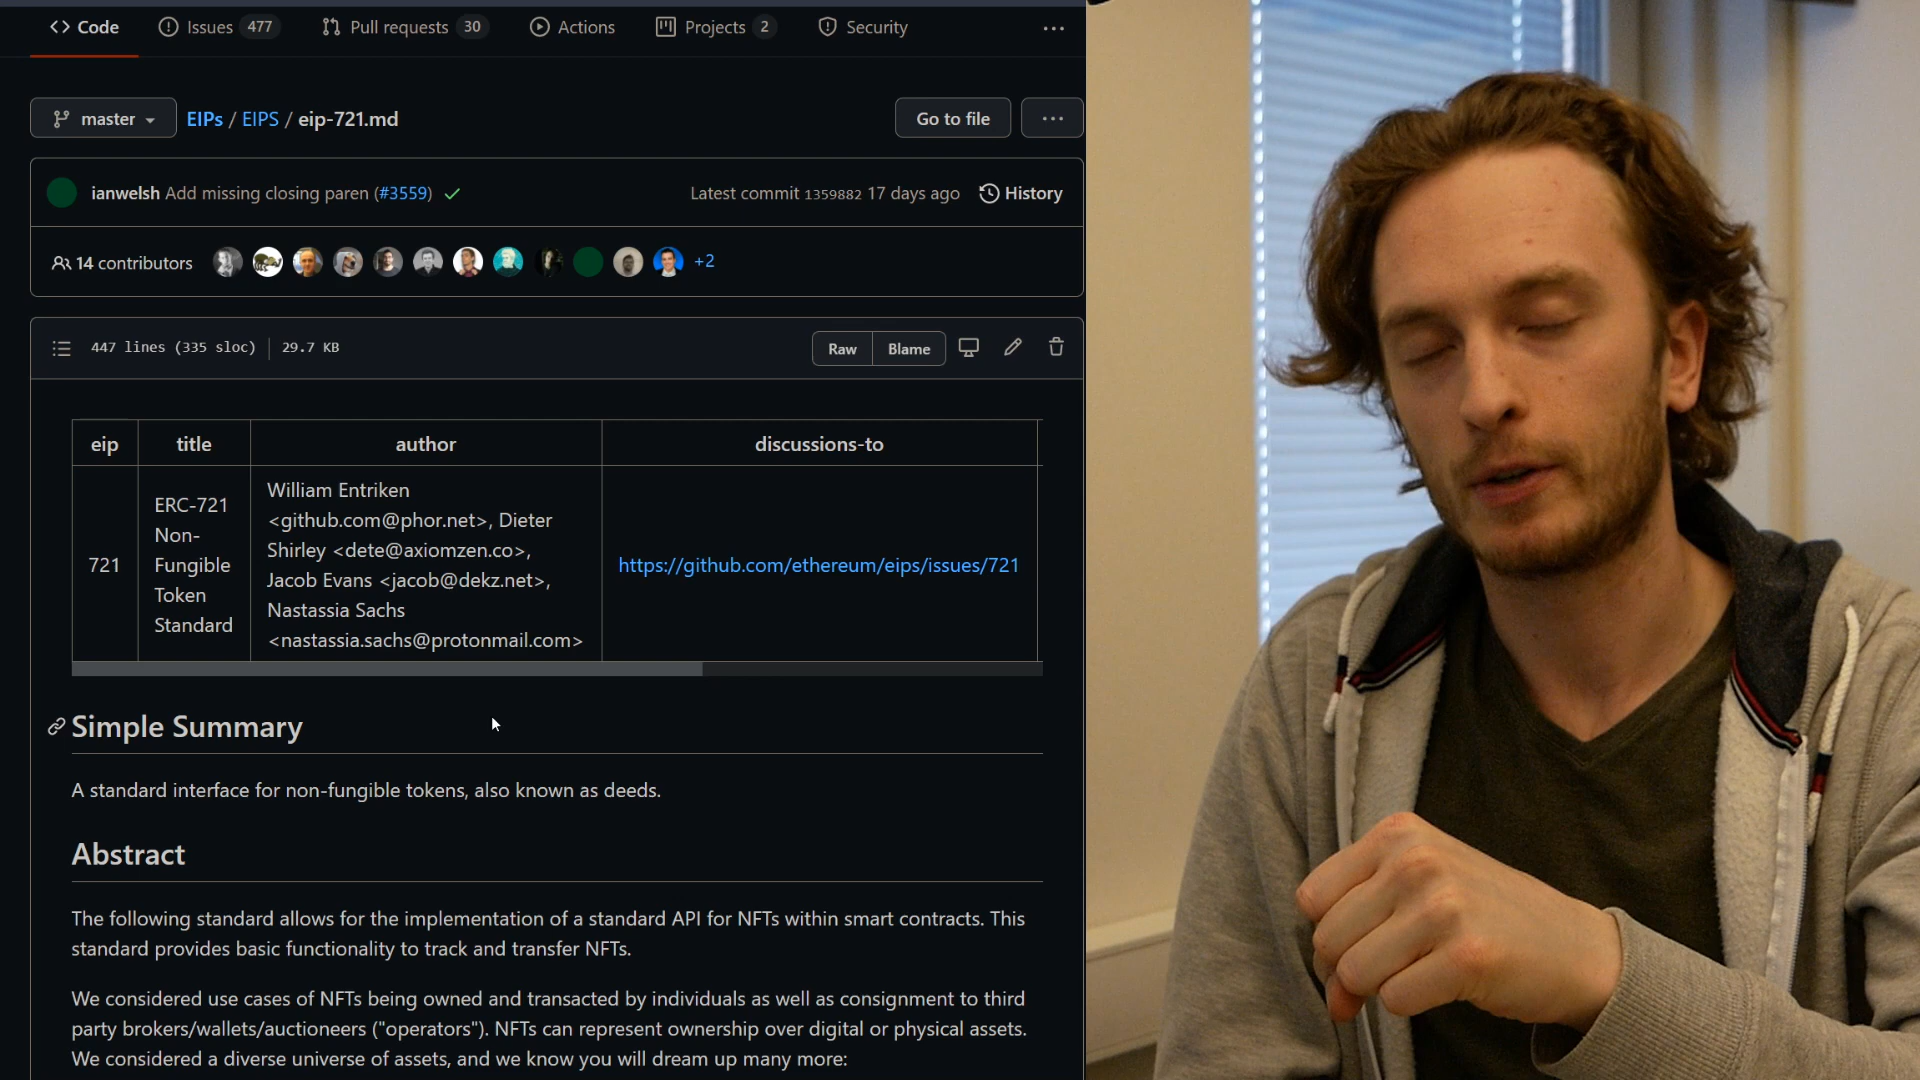 Code
Issues 477
Pull requests 30
Actions
Projects 2
Security
master
EIPs / EIPS / eip-721.md
Go to file
ianwelsh Add missing closing paren (#3559)
Latest commit 1359882 17 days ago
History
14 contributors
+2
447 lines (335 sloc)
29.7 KB
Raw
Blame
eip
title
author
discussions-to
721
ERC-721
Non-
Fungible
Token
Standard
William Entriken
<github.com@phor.net>, Dieter
Shirley <dete@axiomzen.co>,
Jacob Evans <jacob@dekz.net>,
Nastassia Sachs
<nastassia.sachs@protonmail.com>
https://github.com/ethereum/eips/issues/721
Simple Summary
A standard interface for non-fungible tokens, also known as deeds.
Abstract
The following standard allows for the implementation of a standard API for NFTs within smart contracts. This
standard provides basic functionality to track and transfer NFTs.
We considered use cases of NFTs being owned and transacted by individuals as well as consignment to third
party brokers/wallets/auctioneers ("operators"). NFTs can represent ownership over digital or physical assets.
We considered a diverse universe of assets, and we know you will dream up many more: